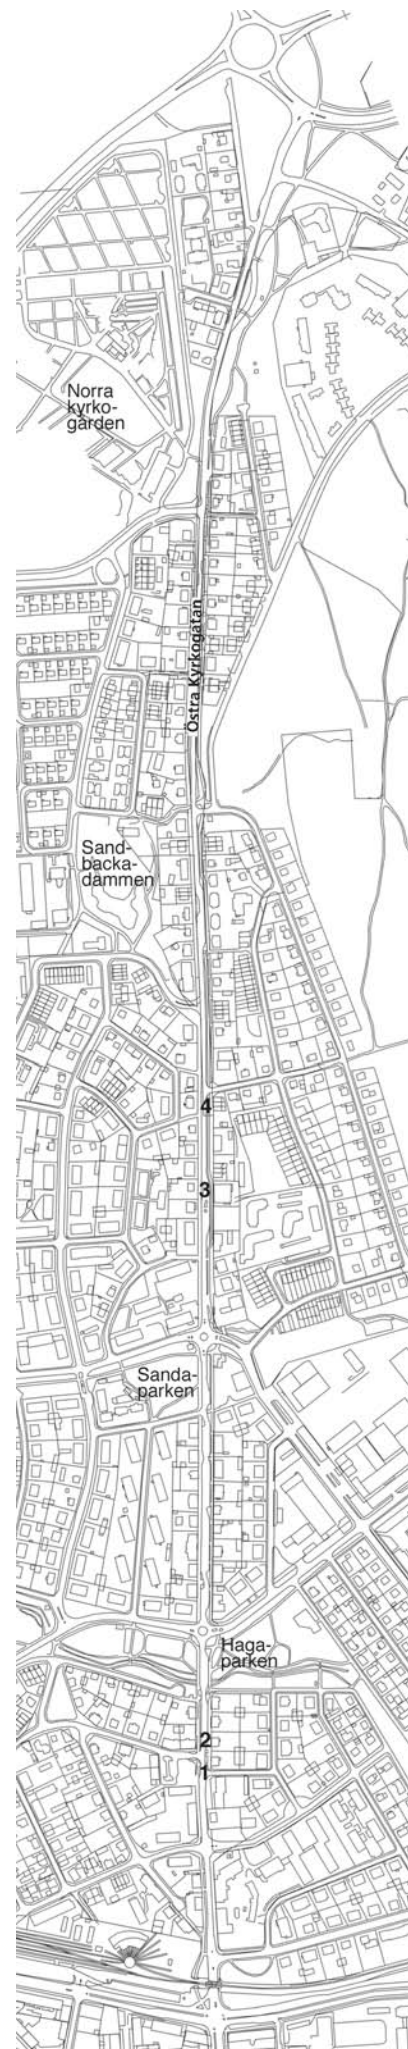 Norra
kyrko-
gården
Östra Kyrkogatan
Sand-
backa-
dammen
4
3
Sanda-
parken
Haga-
parken
2
1